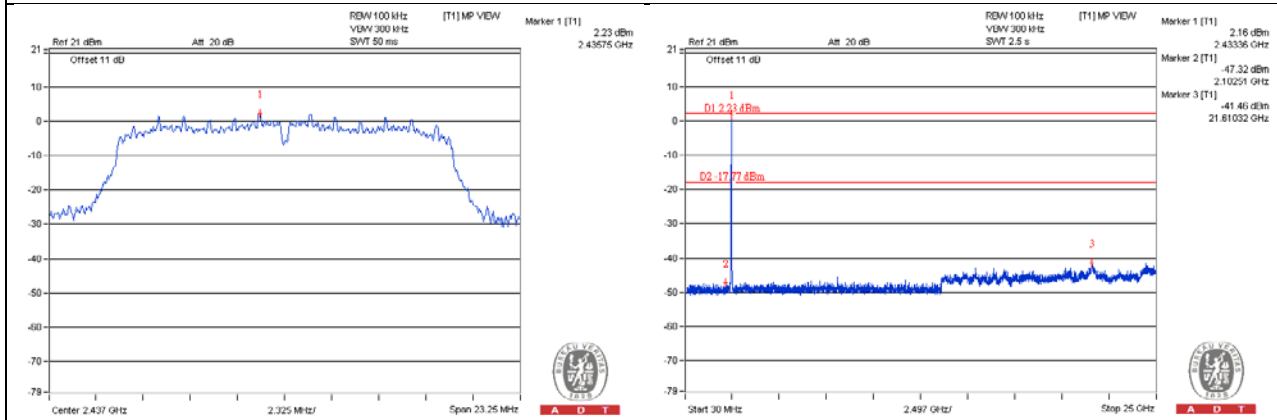 RBW 100 kHz [T1] MP VIEW Marker 1 [T1]
VBW 300 kHz 2.23 dBm
Ref 21 dBm Att 20 dB SWT 50 ms 2.43575 GHz
21
Offset 11 dB
10
1
0
-10
-20
-30
-40
-50
-60
-70
-79
Center 2.437 GHz 2.325 MHz/ Span 23.25 MHz
BUREAU VERITAS
1828
A D T
RBW 100 kHz [T1] MP VIEW Marker 1 [T1]
VBW 300 kHz 2.16 dBm
Ref 21 dBm Att 20 dB SWT 2.5 s 2.43336 GHz
Marker 2 [T1]
-47.32 dBm
2.10251 GHz
Marker 3 [T1]
-41.46 dBm
21.61032 GHz
21
Offset 11 dB
10
1
D1 2.23 dBm
0
-10
D2 -17.77 dBm
-20
-30
3
2
-40
-50
-60
-70
-79
Start 30 MHz 2.497 GHz/ Stop 25 GHz
BUREAU VERITAS
1828
A D T